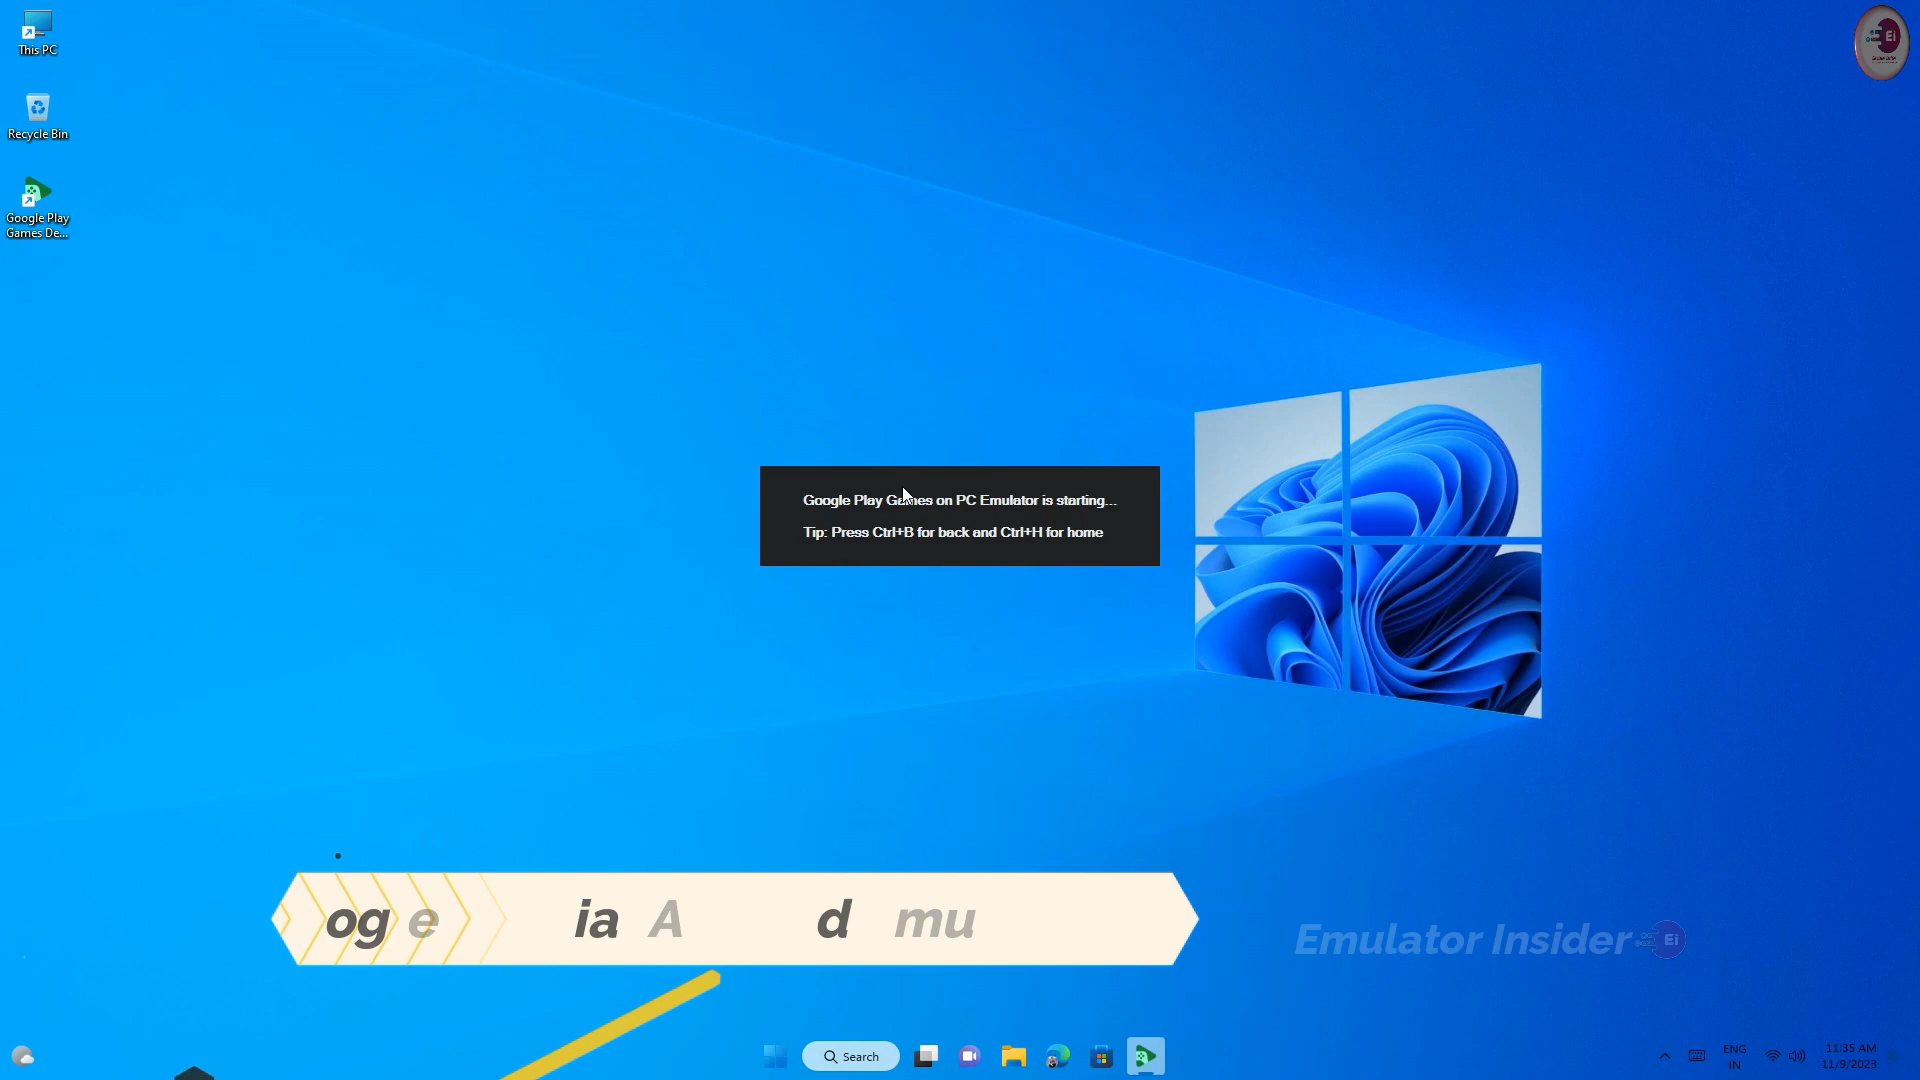 This PC
Recycle Bin
Google Play
Games De...
Ei
Google Play Games on PC Emulator is starting...
Tip: Press Ctrl+B for back and Ctrl+H for home
og e ia A d mu
Emulator Insider
Ei
Search
ENG
IN
11:35 AM
11/9/2023